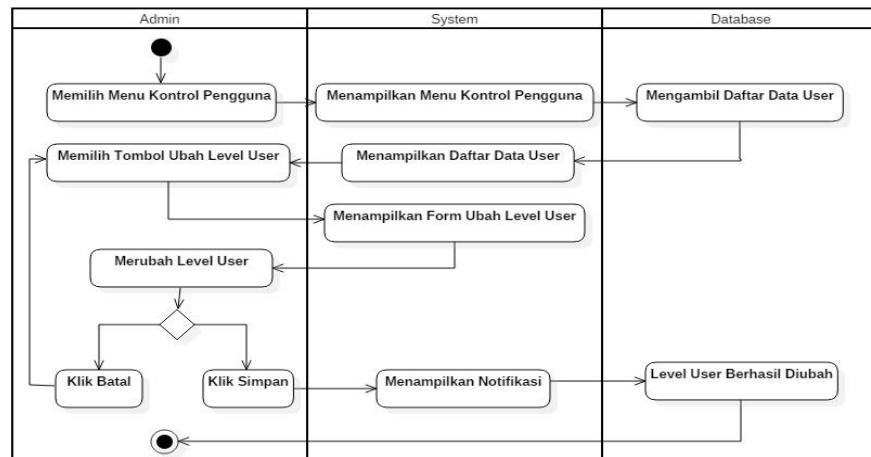 Admin
System
Database
Memilih Menu Kontrol Pengguna
Menampilkan Menu Kontrol Pengguna
Mengambil Daftar Data User
Memilih Tombol Ubah Level User
Menampilkan Daftar Data User
Menampilkan Form Ubah Level User
Merubah Level User
Klik Batal
Klik Simpan
Menampilkan Notifikasi
Level User Berhasil Diubah